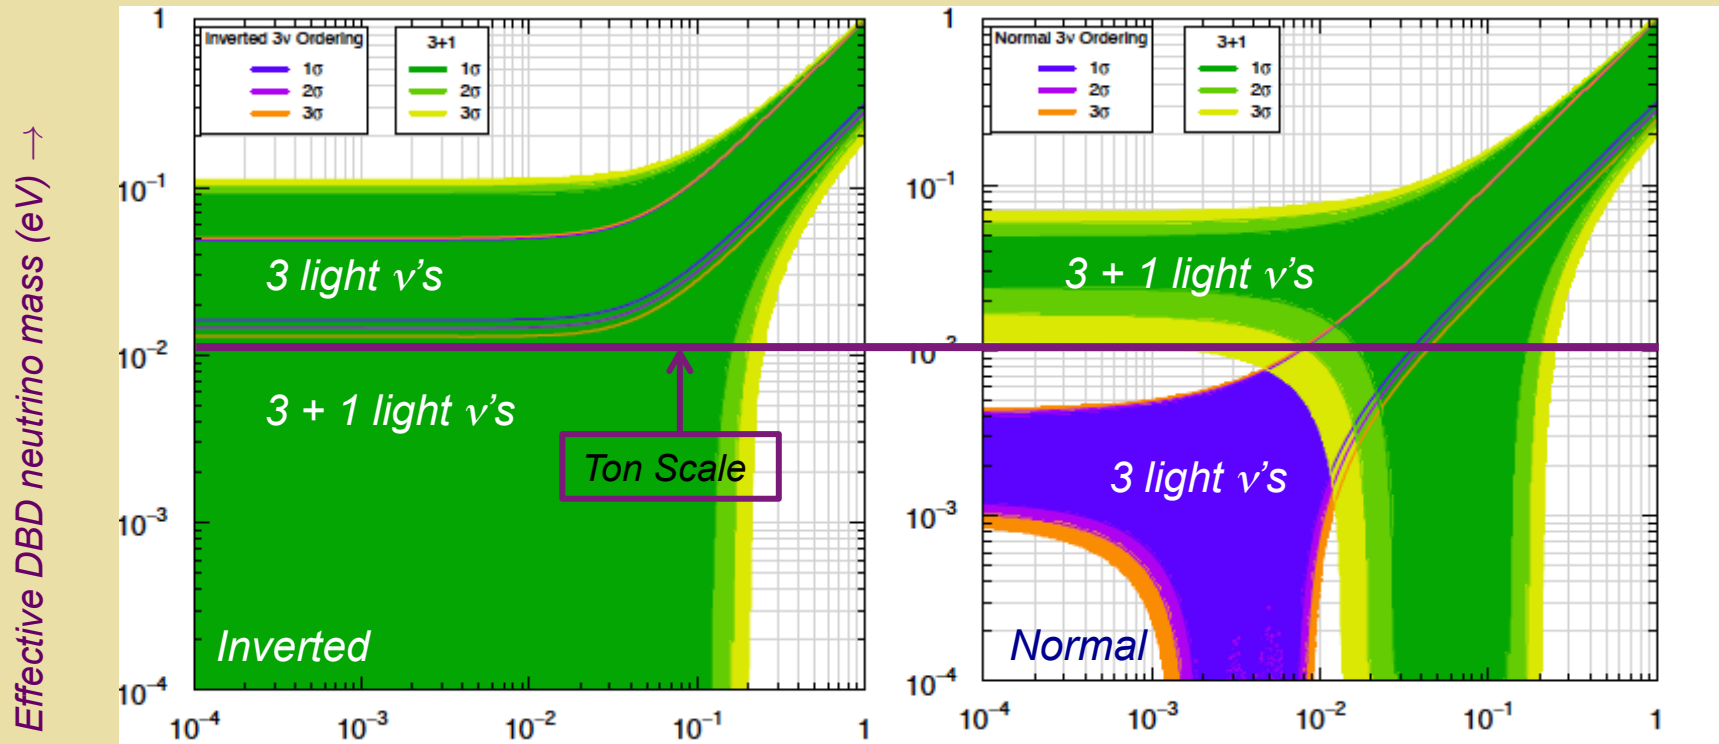 Effective DBD neutrino mass (eV) →
Inverted 3ν Ordering
1σ
2σ
3σ
3+1
1σ
2σ
3σ
1
10⁻¹
10⁻²
10⁻³
10⁻⁴
3 light ν's
3 + 1 light ν's
Ton Scale
Inverted
10⁻⁴
10⁻³
10⁻²
10⁻¹
1
Normal 3ν Ordering
1σ
2σ
3σ
3+1
1σ
2σ
3σ
1
10⁻¹
10⁻³
10⁻⁴
3 + 1 light ν's
3 light ν's
Normal
10⁻⁴
10⁻³
10⁻²
10⁻¹
1